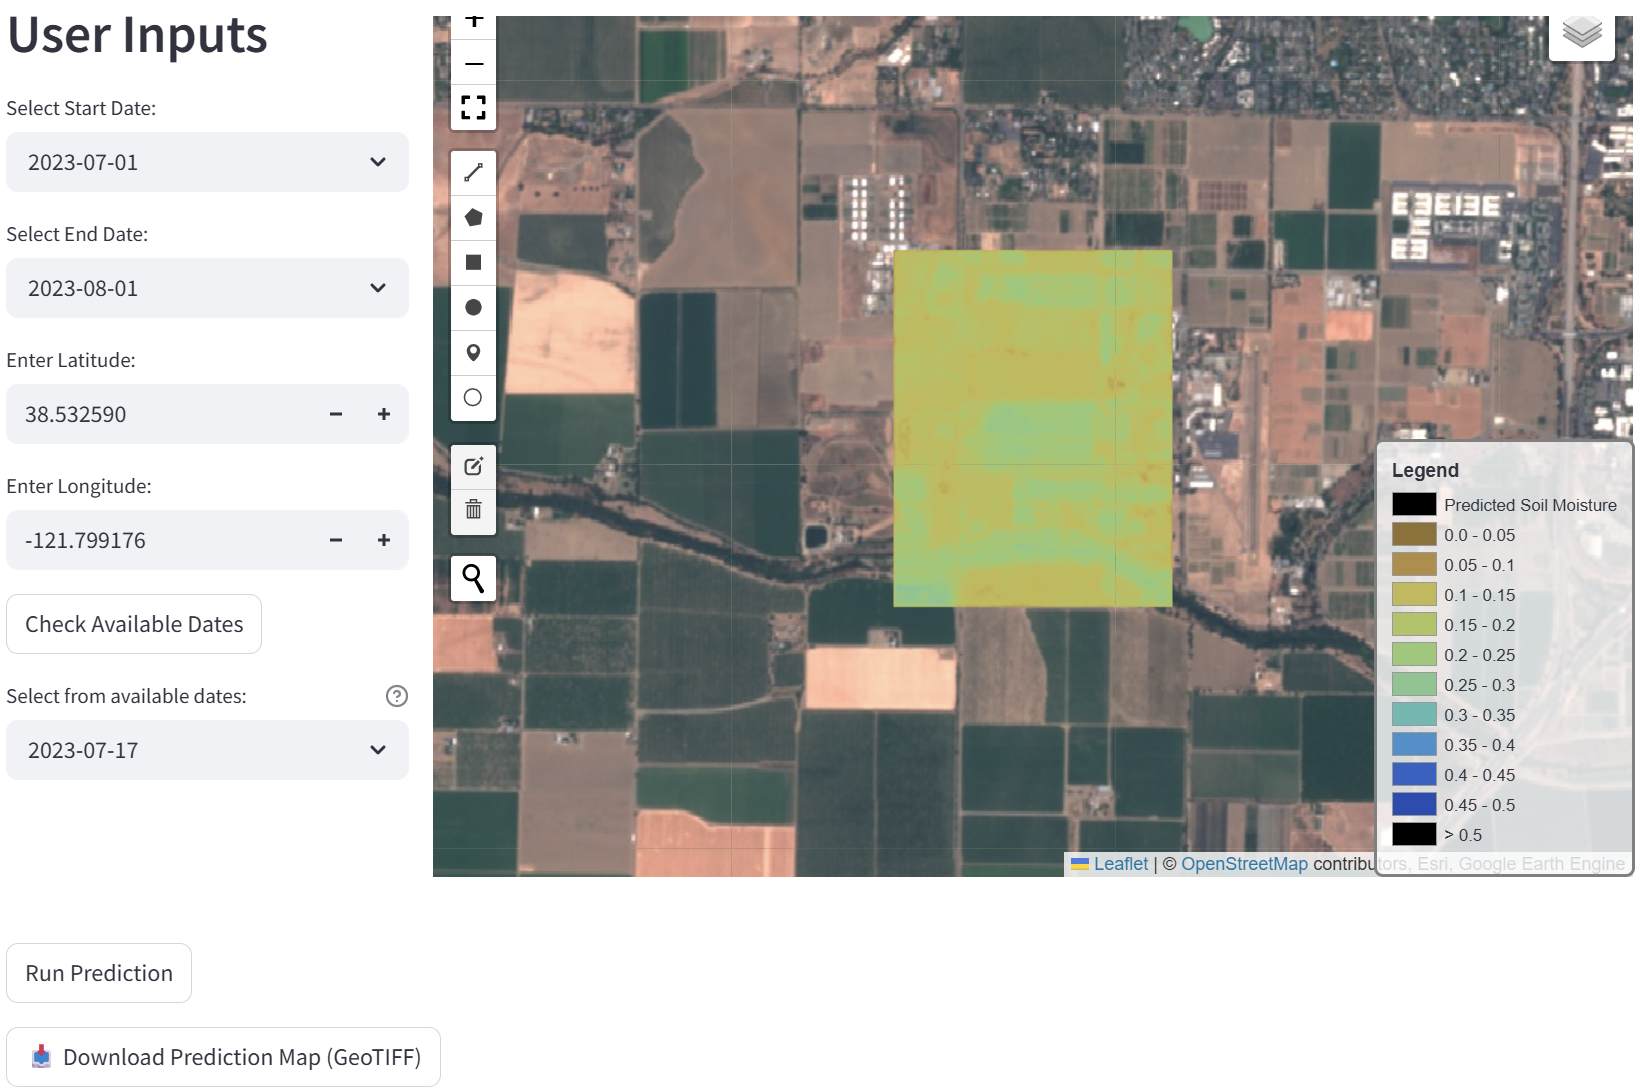 User Inputs
Select Start Date:
2023-07-01
Select End Date:
2023-08-01
Enter Latitude:
38.532590
Enter Longitude:
-121.799176
Check Available Dates
Select from available dates:
2023-07-17
Run Prediction
Download Prediction Map (GeoTIFF)
Legend
Predicted Soil Moisture
0.0 - 0.05
0.05 - 0.1
0.1 - 0.15
0.15 - 0.2
0.2 - 0.25
0.25 - 0.3
0.3 - 0.35
0.35 - 0.4
0.4 - 0.45
0.45 - 0.5
> 0.5
Leaflet | © OpenStreetMap contributors, Esri, Google Earth Engine